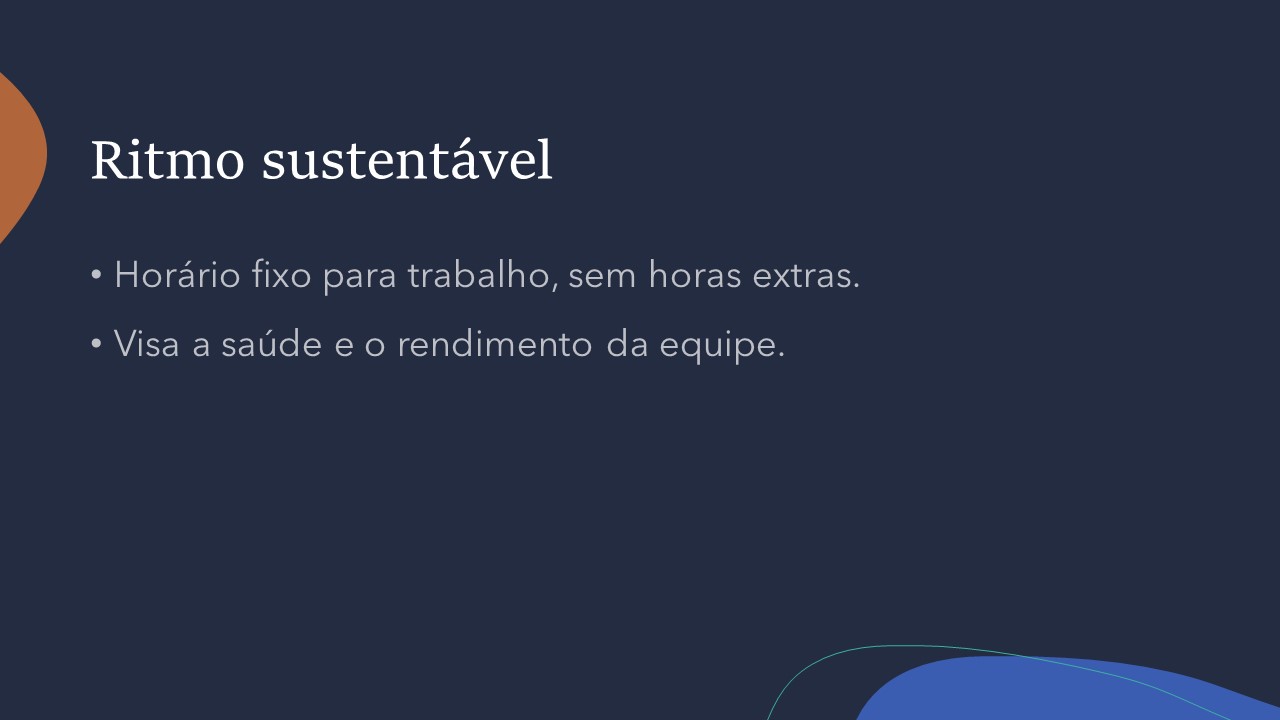 Ritmo sustentável
• Horário fixo para trabalho, sem horas extras.
• Visa a saúde e o rendimento da equipe.